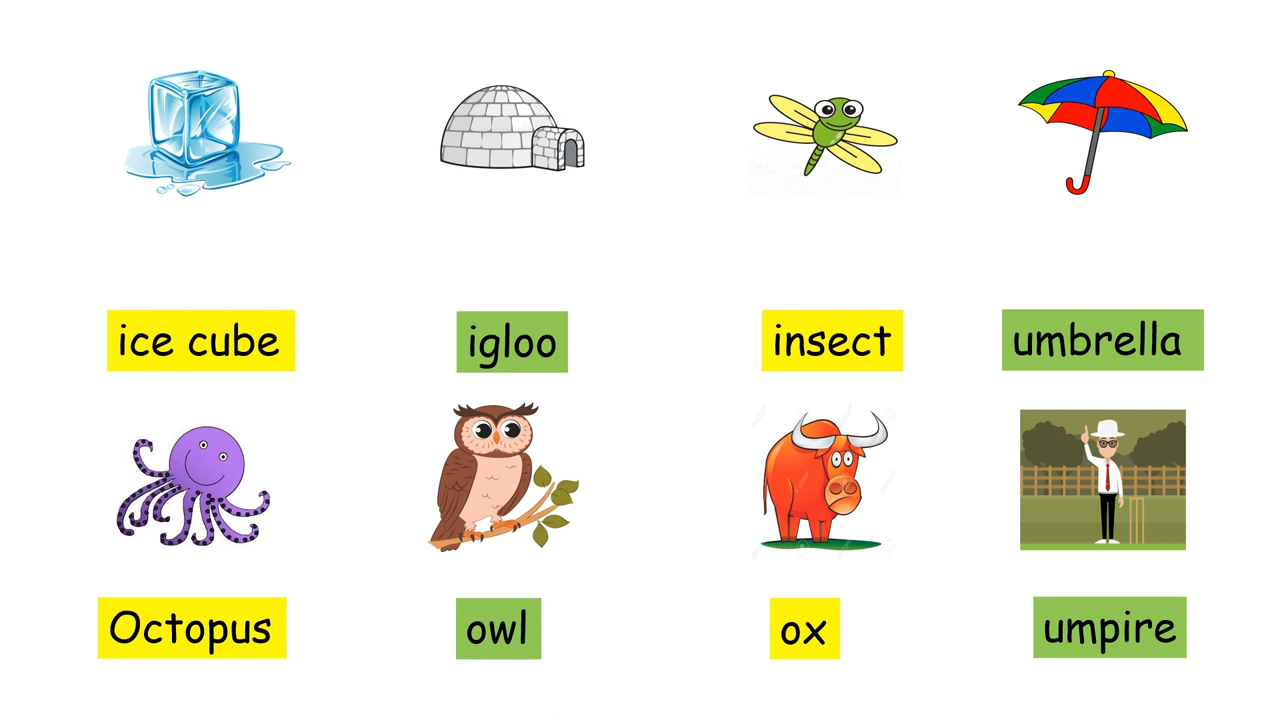 ice cube
igloo
insect
umbrella
Octopus
owl
ox
umpire